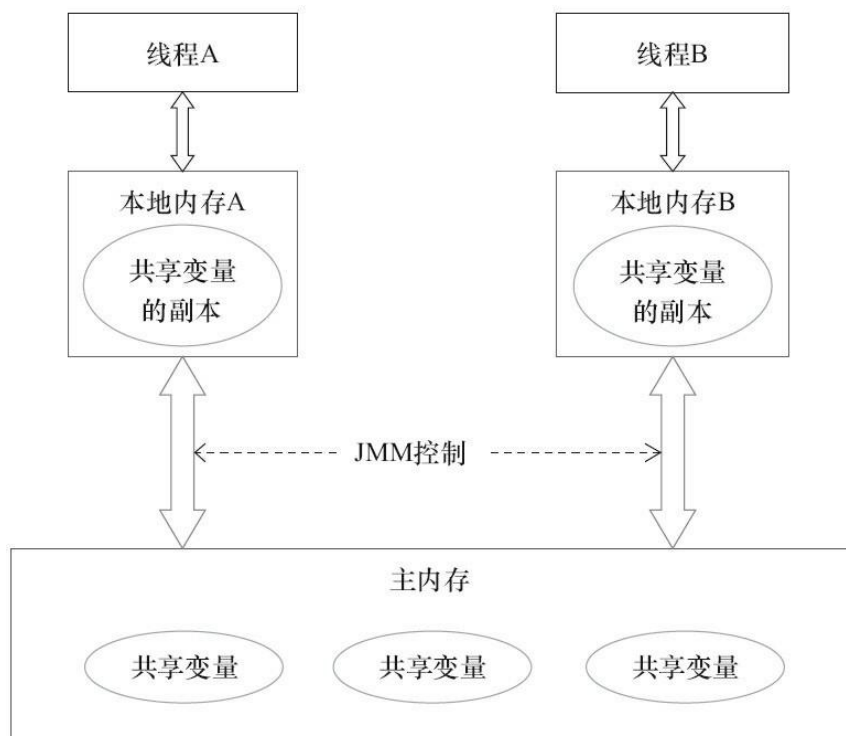 线程A
线程B
本地内存A
共享变量
的副本
本地内存B
共享变量
的副本
JMM控制
主内存
共享变量
共享变量
共享变量